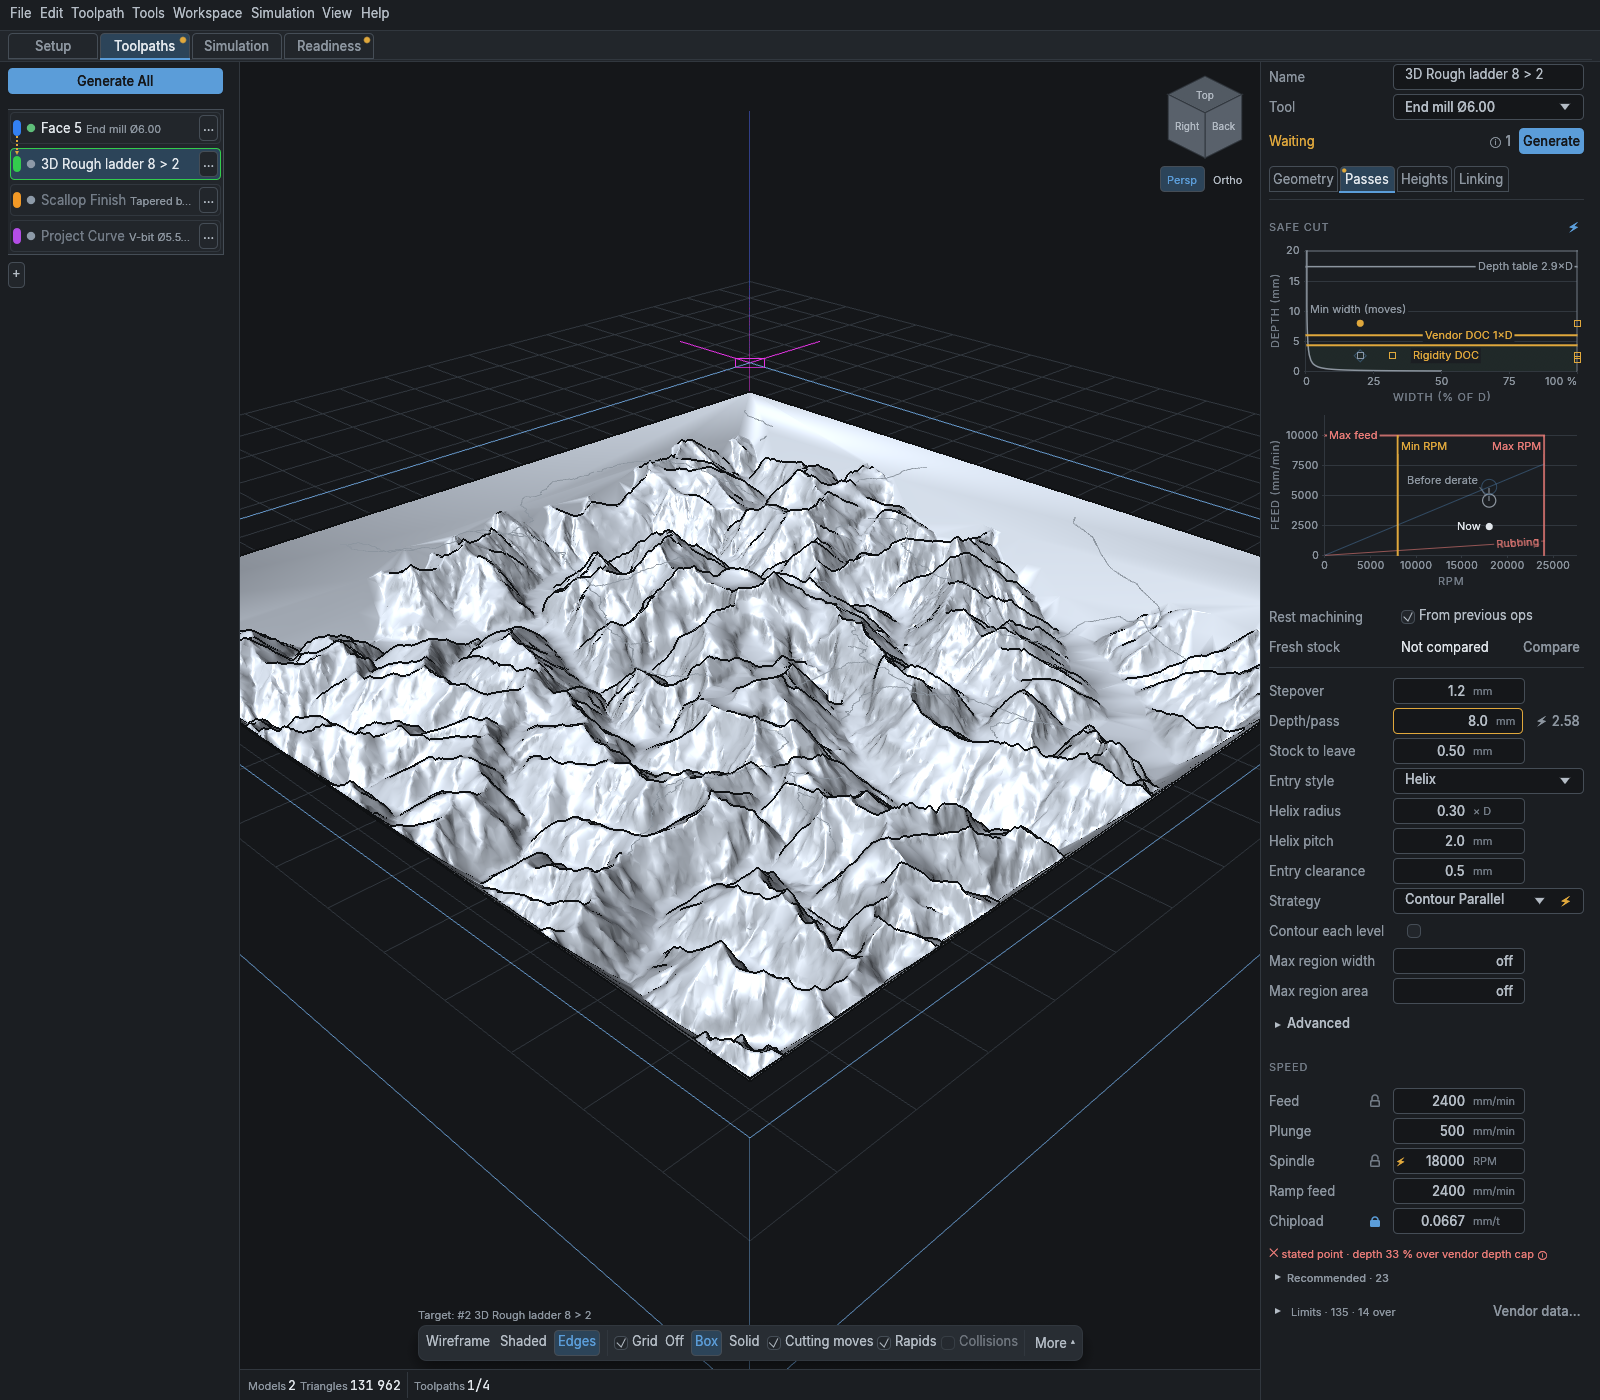 File Edit Toolpath Tools Workspace Simulation View Help
Setup Toolpaths Simulation Readiness
Generate All
Face 5 End mill Ø6.00 ...
3D Rough ladder 8 > 2 ...
Scallop Finish Tapered b... ...
Project Curve V-bit Ø5.5... ...
+
Top
Right Back
Persp Ortho
Name 3D Rough ladder 8 > 2
Tool End mill Ø6.00
Waiting 1 Generate
Geometry Passes Heights Linking
SAFE CUT
20
Depth table 2.9×D
15
10 Min width (moves)
Vendor DOC 1×D
5
Rigidity DOC
0
DEPTH (mm)
0 25 50 75 100 %
WIDTH (% OF D)
10000 Max feed
Min RPM Max RPM
7500
Before derate
5000
2500 Now
Rubbing
0
FEED (mm/min)
0 5000 10000 15000 20000 25000
RPM
Rest machining From previous ops
Fresh stock Not compared Compare
Stepover 1.2 mm
Depth/pass 8.0 mm 2.58
Stock to leave 0.50 mm
Entry style Helix
Helix radius 0.30 × D
Helix pitch 2.0 mm
Entry clearance 0.5 mm
Strategy Contour Parallel
Contour each level
Max region width off
Max region area off
Advanced
SPEED
Feed 2400 mm/min
Plunge 500 mm/min
Spindle 18000 RPM
Ramp feed 2400 mm/min
Chipload 0.0667 mm/t
stated point · depth 33 % over vendor depth cap
Recommended · 23
Limits · 135 · 14 over Vendor data...
Target: #2 3D Rough ladder 8 > 2
Wireframe Shaded Edges Grid Off Box Solid Cutting moves Rapids Collisions More
Models 2 Triangles 131 962 Toolpaths 1/4